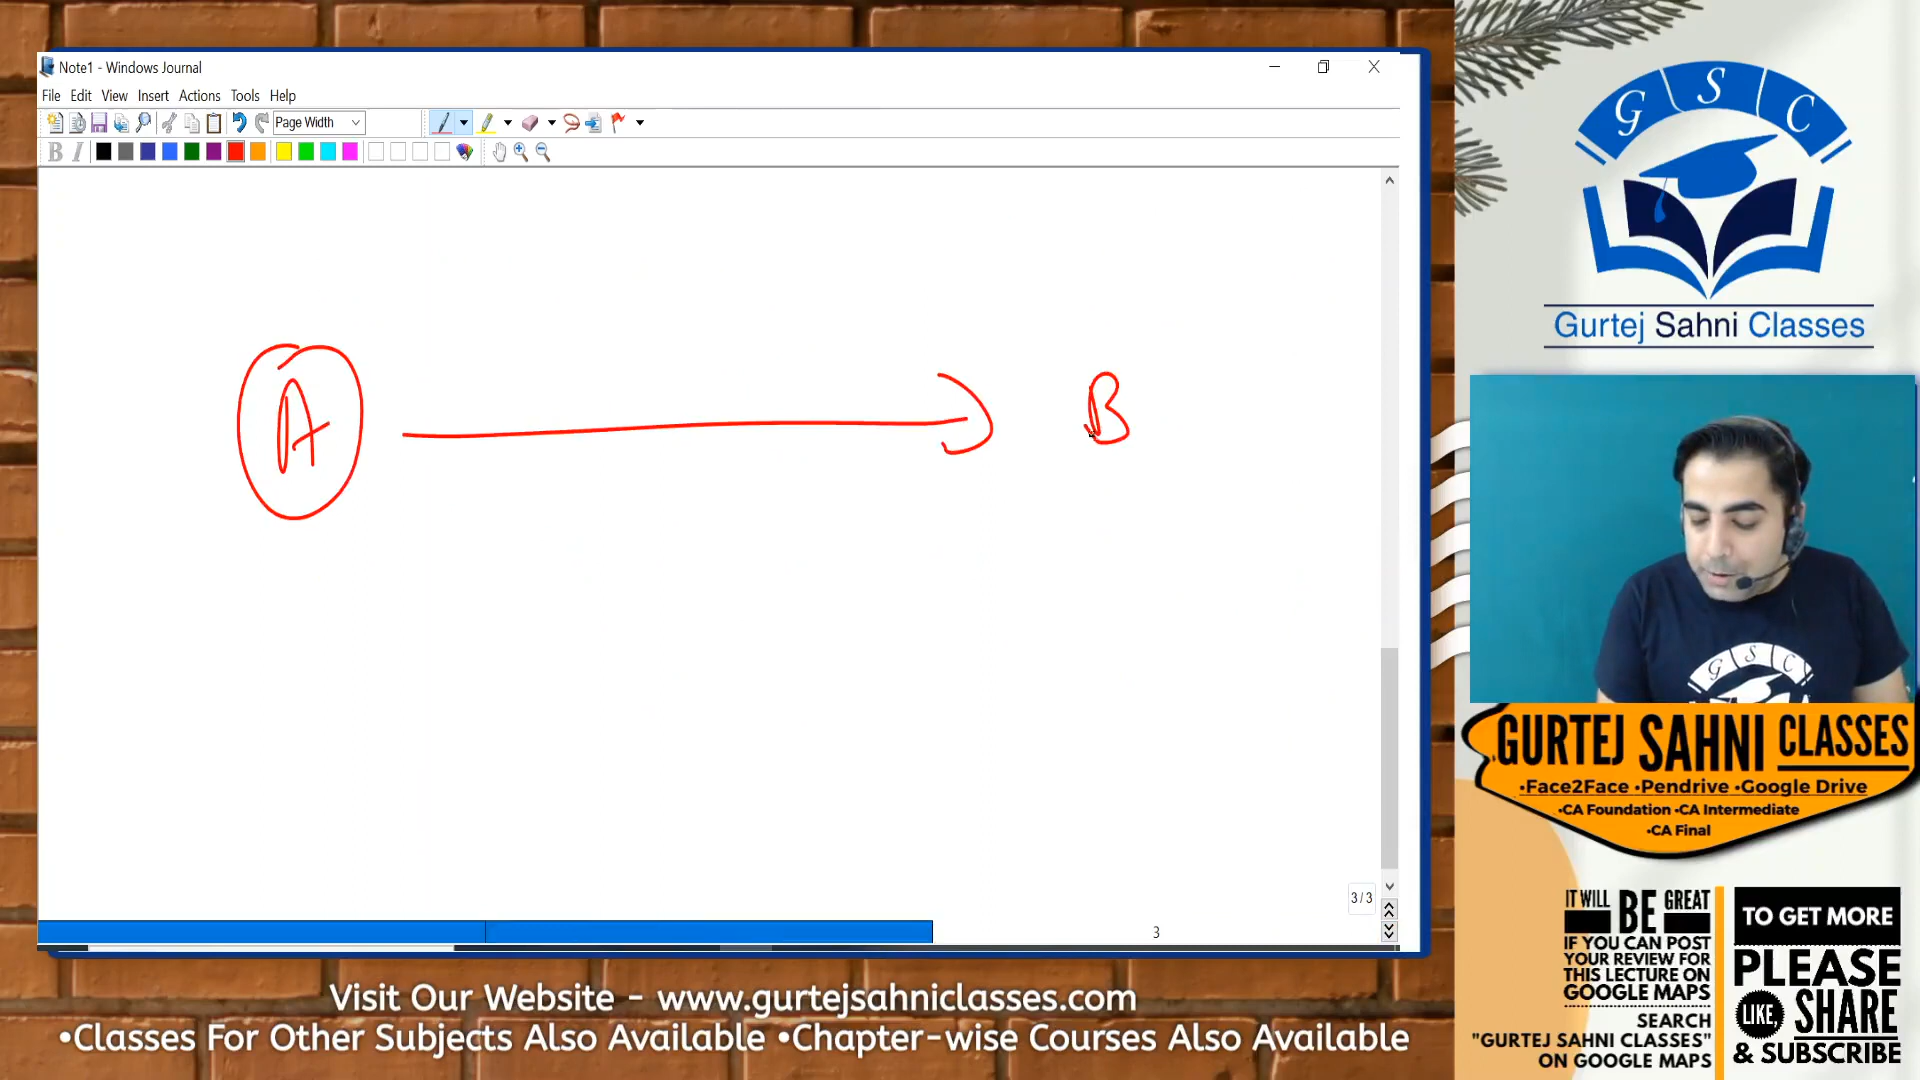 Note1 - Windows Journal
File Edit View Insert Actions Tools Help
Page Width
B I
A
B
3 / 3
3
G S C
Gurtej Sahni Classes
G S C
GURTEJ SAHNI CLASSES
•Face2Face •Pendrive •Google Drive
•CA Foundation •CA Intermediate
•CA Final
IT WILL BE GREAT
IF YOU CAN POST
YOUR REVIEW FOR
THIS LECTURE ON
GOOGLE MAPS
SEARCH
"GURTEJ SAHNI CLASSES"
ON GOOGLE MAPS
TO GET MORE
PLEASE
LIKE, SHARE
& SUBSCRIBE
Visit Our Website - www.gurtejsahniclasses.com
•Classes For Other Subjects Also Available •Chapter-wise Courses Also Available